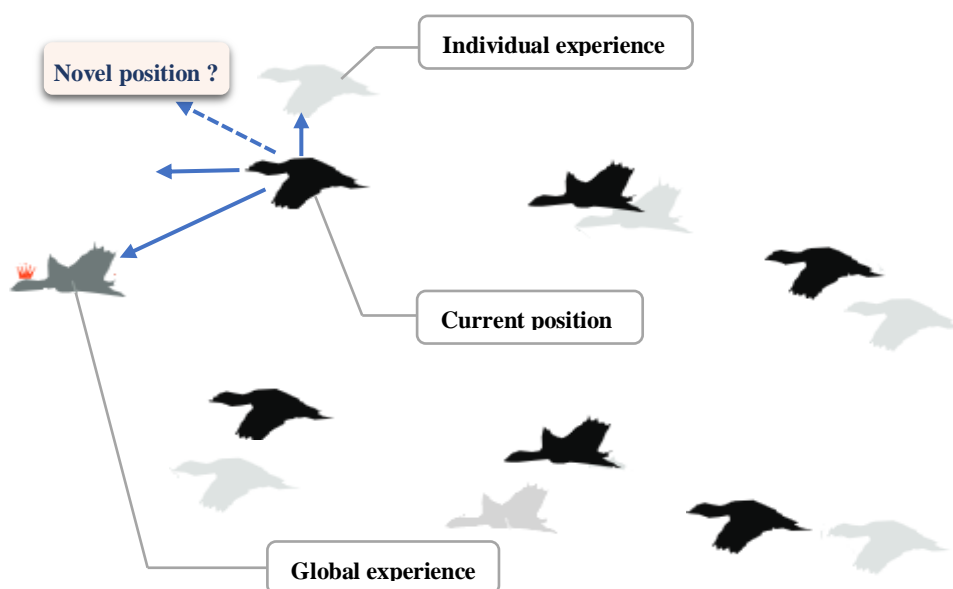 Individual experience
Novel position ?
Current position
Global experience